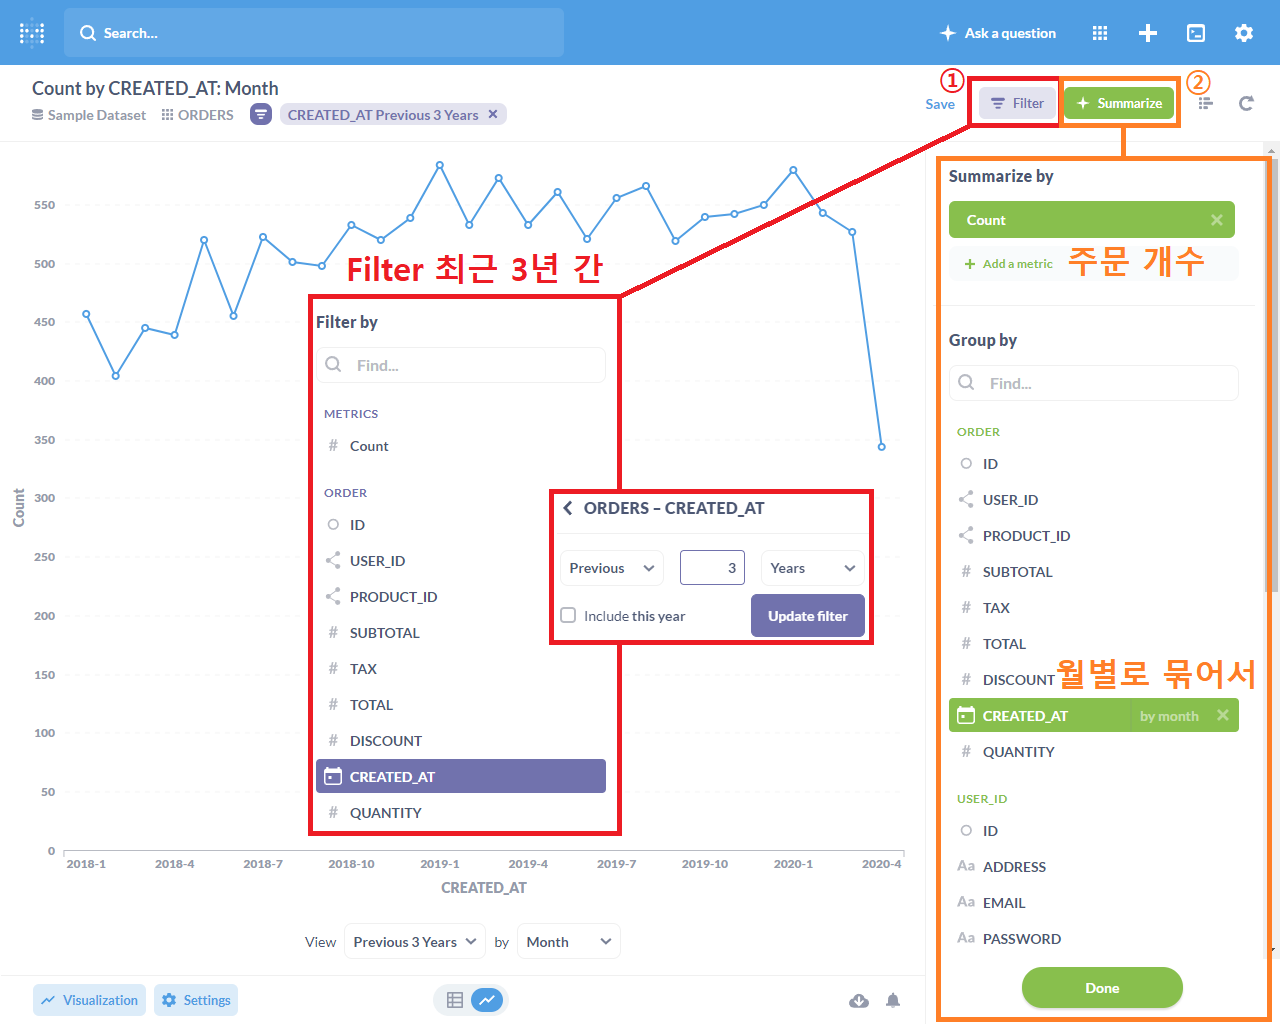 Search...
Ask a question
Count by CREATED_AT: Month
Sample Dataset
ORDERS
CREATED_AT Previous 3 Years
Save
①
Filter
Summarize
②
Count
550
500
450
400
350
300
250
200
150
100
50
0
2018-1
2018-4
2018-7
2018-10
2019-1
2019-4
2019-7
2019-10
2020-1
2020-4
CREATED_AT
Filter 최근 3년 간
Filter by
Find...
METRICS
# Count
ORDER
ID
USER_ID
PRODUCT_ID
# SUBTOTAL
# TAX
# TOTAL
# DISCOUNT
CREATED_AT
# QUANTITY
ORDERS – CREATED_AT
Previous
3
Years
Include this year
Update filter
View
Previous 3 Years
by
Month
Visualization
Settings
Summarize by
Count
Add a metric
주문 개수
Group by
Find...
ORDER
ID
USER_ID
PRODUCT_ID
# SUBTOTAL
# TAX
# TOTAL
# DISCOUNT
월별로 묶어서
CREATED_AT
by month
# QUANTITY
USER_ID
ID
Aa ADDRESS
Aa EMAIL
Aa PASSWORD
Done